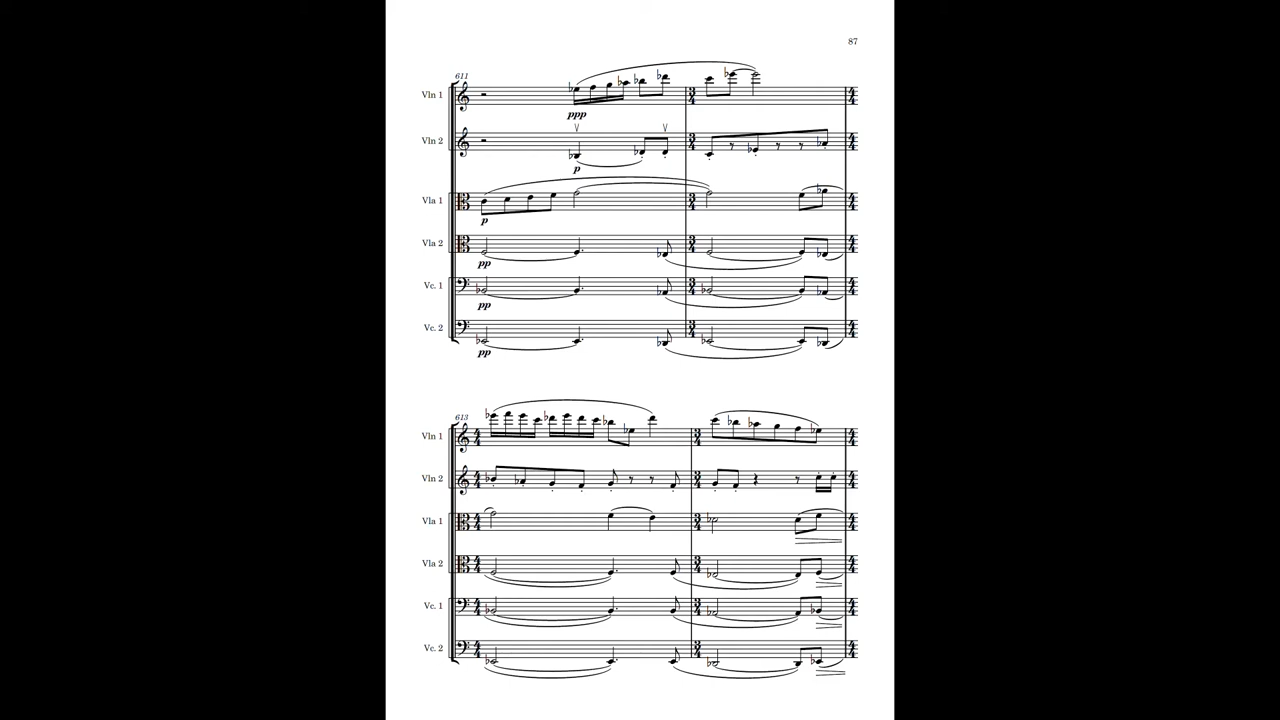 87
611
Vln 1
ppp
Vln 2
p
Vla 1
p
Vla 2
pp
Vc. 1
pp
Vc. 2
pp
613
Vln 1
Vln 2
Vla 1
Vla 2
Vc. 1
Vc. 2